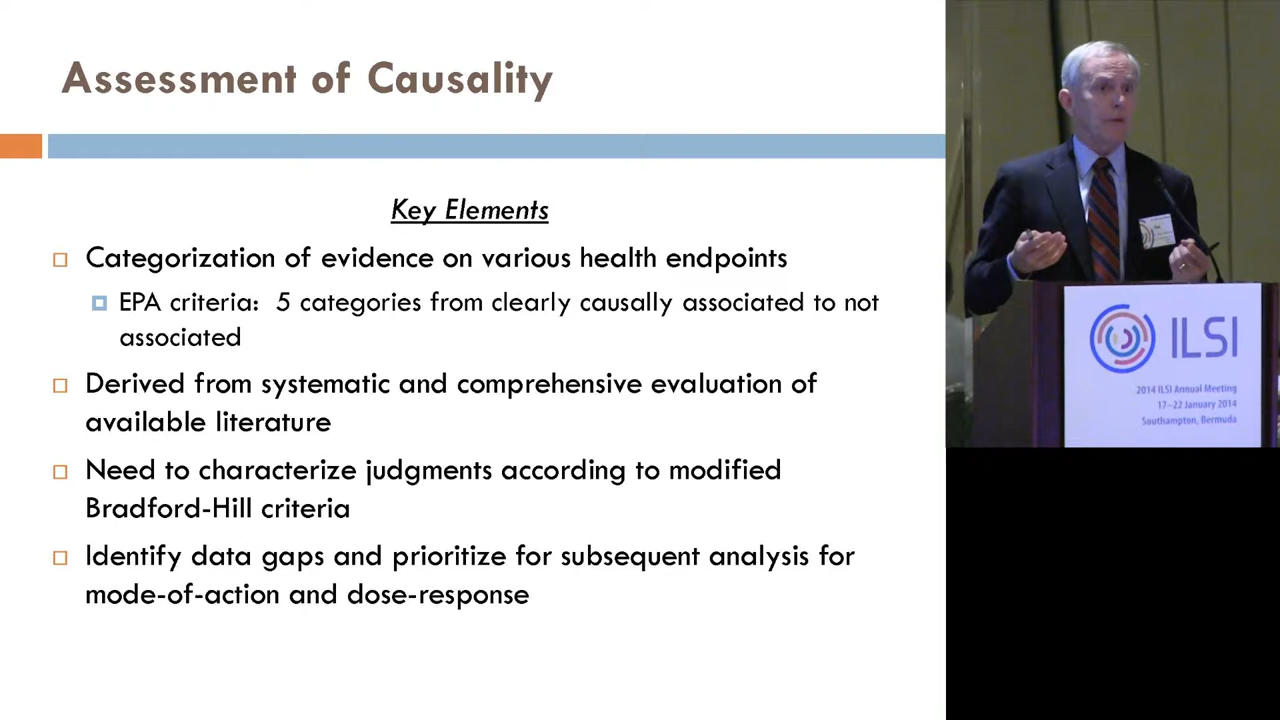 Assessment of Causality
Key Elements
Categorization of evidence on various health endpoints
EPA criteria: 5 categories from clearly causally associated to not
associated
Derived from systematic and comprehensive evaluation of
available literature
Need to characterize judgments according to modified
Bradford-Hill criteria
Identify data gaps and prioritize for subsequent analysis for
mode-of-action and dose-response
ILSI
2014 ILSI Annual Meeting
17–22 January 2014
Southampton, Bermuda